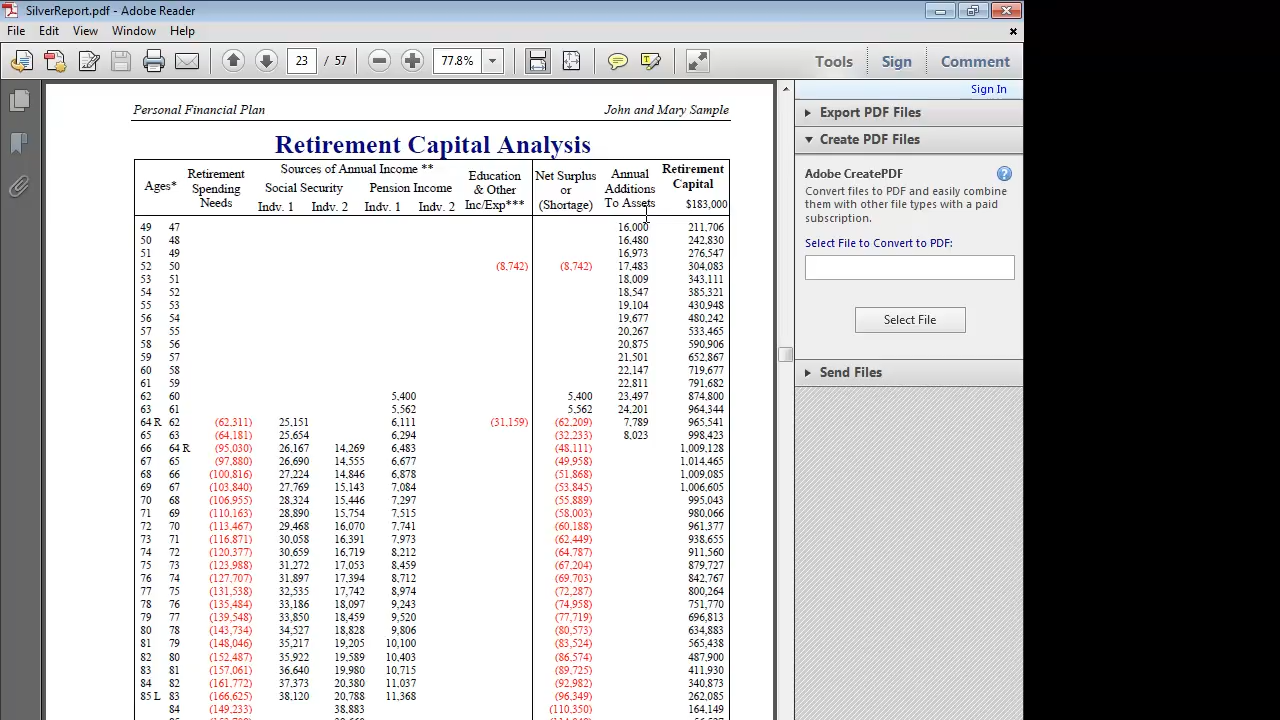 SilverReport.pdf - Adobe Reader
File Edit View Window Help
23 / 57 77.8% Tools Sign Comment
Sign In
Export PDF Files
Create PDF Files
Adobe CreatePDF
Convert files to PDF and easily combine
them with other file types with a paid
subscription.
Select File to Convert to PDF:
Select File
Send Files
Personal Financial Plan John and Mary Sample
Retirement Capital Analysis
Ages* Retirement Spending Needs Sources of Annual Income ** Social Security Indv. 1 Indv. 2 Pension Income Indv. 1 Indv. 2 Education & Other Inc/Exp*** Net Surplus or (Shortage) Annual Additions To Assets Retirement Capital $183,000
49 47 16,000 211,706
50 48 16,480 242,830
51 49 16,973 276,547
52 50 (8,742) (8,742) 17,483 304,083
53 51 18,009 343,111
54 52 18,547 385,321
55 53 19,104 430,948
56 54 19,677 480,242
57 55 20,267 533,465
58 56 20,875 590,906
59 57 21,501 652,867
60 58 22,147 719,677
61 59 22,811 791,682
62 60 5,400 5,400 23,497 874,800
63 61 5,562 5,562 24,201 964,344
64 R 62 (62,311) 25,151 6,111 (31,159) (62,209) 7,789 965,541
65 63 (64,181) 25,654 6,294 (32,233) 8,023 998,423
66 64 R (95,030) 26,167 14,269 6,483 (48,111) 1,009,128
67 65 (97,880) 26,690 14,555 6,677 (49,958) 1,014,465
68 66 (100,816) 27,224 14,846 6,878 (51,868) 1,009,085
69 67 (103,840) 27,769 15,143 7,084 (53,845) 1,006,605
70 68 (106,955) 28,324 15,446 7,297 (55,889) 995,043
71 69 (110,163) 28,890 15,754 7,515 (58,003) 980,066
72 70 (113,467) 29,468 16,070 7,741 (60,188) 961,377
73 71 (116,871) 30,058 16,391 7,973 (62,449) 938,655
74 72 (120,377) 30,659 16,719 8,212 (64,787) 911,560
75 73 (123,988) 31,272 17,053 8,459 (67,204) 879,727
76 74 (127,707) 31,897 17,394 8,712 (69,703) 842,767
77 75 (131,538) 32,535 17,742 8,974 (72,287) 800,264
78 76 (135,484) 33,186 18,097 9,243 (74,958) 751,770
79 77 (139,548) 33,850 18,459 9,520 (77,719) 696,813
80 78 (143,734) 34,527 18,828 9,806 (80,573) 634,883
81 79 (148,046) 35,217 19,205 10,100 (83,524) 565,438
82 80 (152,487) 35,922 19,589 10,403 (86,574) 487,900
83 81 (157,061) 36,640 19,980 10,715 (89,725) 411,930
84 82 (161,772) 37,373 20,380 11,037 (92,982) 340,873
85 L 83 (166,625) 38,120 20,788 11,368 (96,349) 262,085
84 (149,233) 38,883 (110,350) 164,149